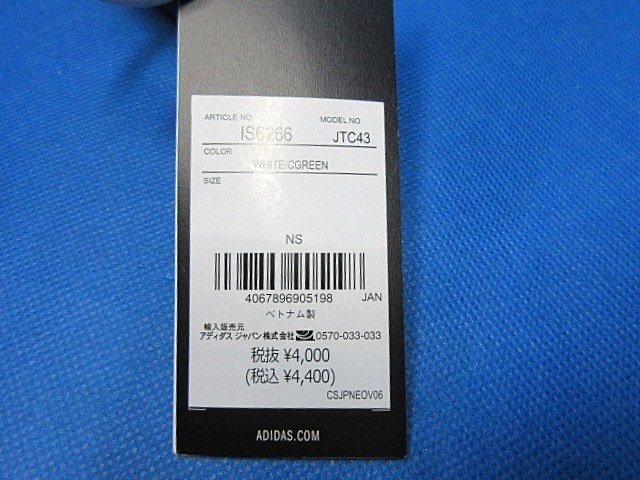 ARTICLE NO. MODEL NO.
IS6266 JTC43
COLOR
WHITE/CGREEN
SIZE
NS
4067896905198 JAN
ベトナム製
輸入販売元
アディダス ジャパン株式会社 0570-033-033
税抜 ¥4,000
(税込 ¥4,400)
CSJPNEOV06
ADIDAS.COM